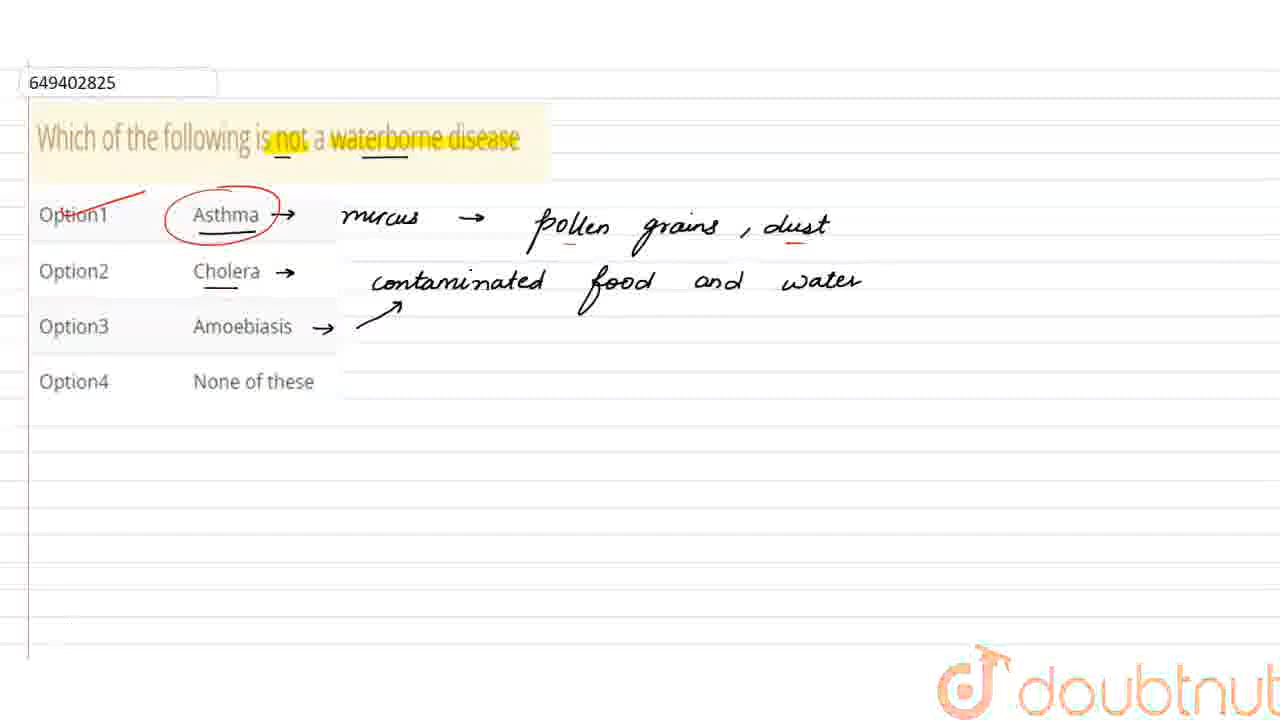 649402825
Which of the following is not a waterborne disease
Option1 Asthma → mucus → pollen grains, dust
Option2 Cholera → contaminated food and water
Option3 Amoebiasis →
Option4 None of these
doubtnut